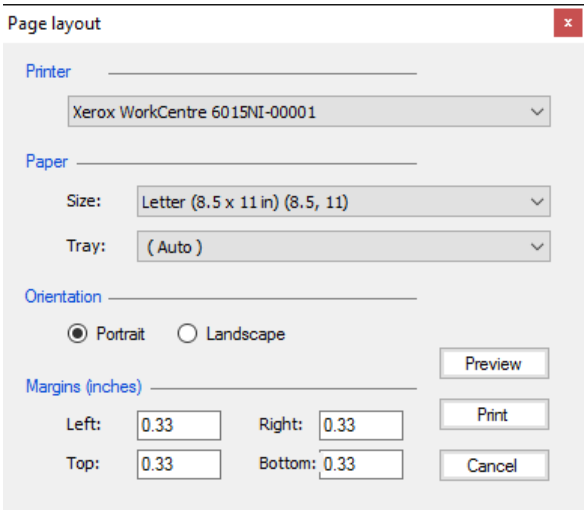 Page layout
x
Printer
Xerox WorkCentre 6015NI-00001
Paper
Size: Letter (8.5 x 11 in) (8.5, 11)
Tray: ( Auto )
Orientation
Portrait Landscape
Preview
Margins (inches)
Left: 0.33 Right: 0.33
Print
Top: 0.33 Bottom: 0.33
Cancel